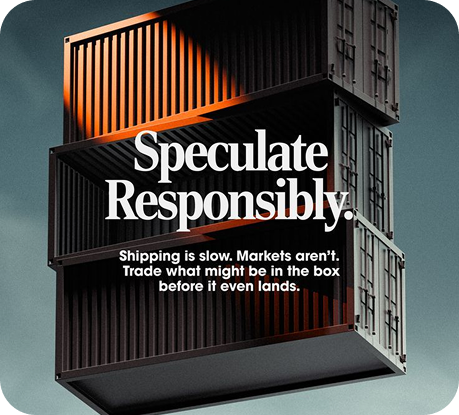 Speculate
Responsibly.
Shipping is slow. Markets aren’t.
Trade what might be in the box
before it even lands.